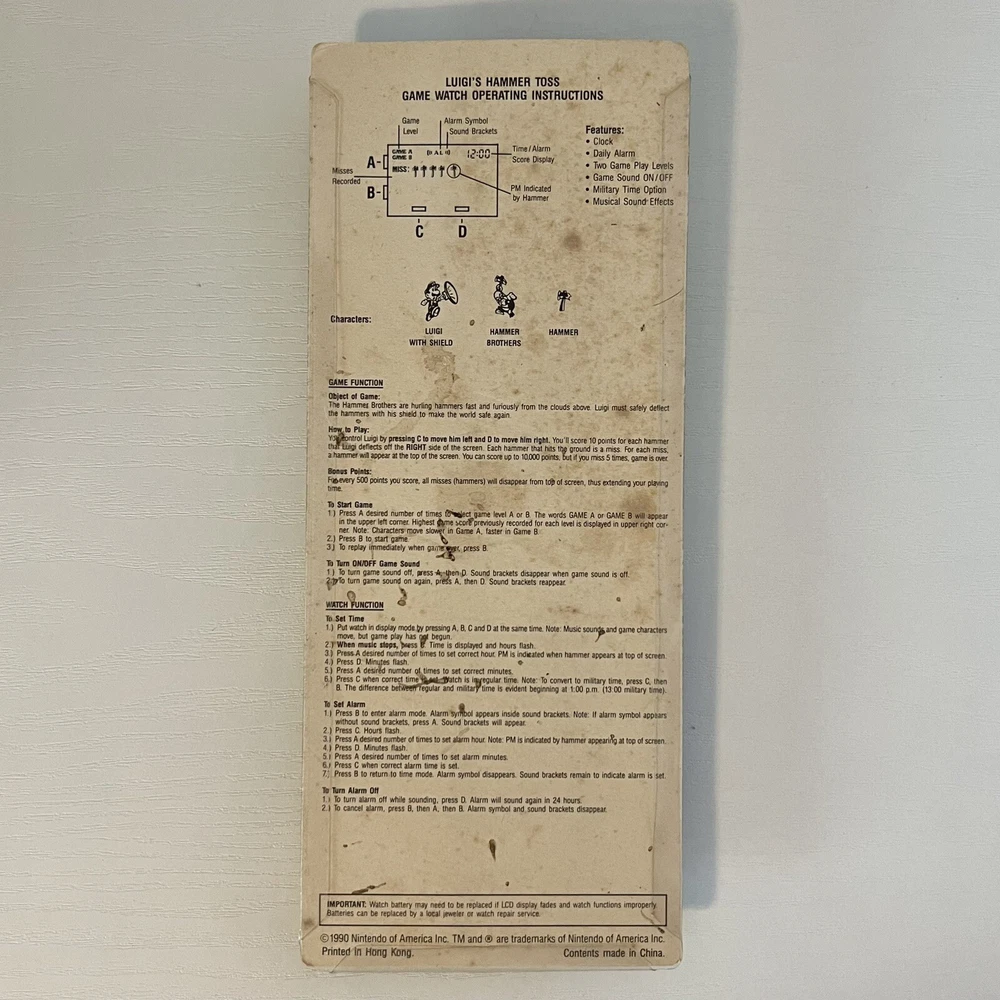 LUIGI'S HAMMER TOSS
GAME WATCH OPERATING INSTRUCTIONS
Game
Level
Alarm Symbol
Sound Brackets
Features:
• Clock
• Daily Alarm
• Two Game Play Levels
• Game Sound ON/OFF
• Military Time Option
• Musical Sound Effects
A-
GAME A
GAME B
12:00
Time/Alarm
Score Display
Misses
Recorded
MISS:
B-
PM Indicated
by Hammer
C D
Characters:
LUIGI
WITH SHIELD
HAMMER
BROTHERS
HAMMER
GAME FUNCTION
Object of Game:
The Hammer Brothers are hurling hammers fast and furiously from the clouds above. Luigi must safely deflect
the hammers with his shield to make the world safe again.
How to Play:
You control Luigi by pressing C to move him left and D to move him right. You'll score 10 points for each hammer
that Luigi deflects off the RIGHT side of the screen. Each hammer that hits the ground is a miss. For each miss,
a hammer will appear at the top of the screen. You can score up to 10,000 points, but if you miss 5 times, game is over.
Bonus Points:
For every 500 points you score, all misses (hammers) will disappear from top of screen, thus extending your playing
time.
To Start Game
1.) Press A desired number of times to select game level A or B. The words GAME A or GAME B will appear
in the upper left corner. Highest game score previously recorded for each level is displayed in upper right cor-
ner. Note: Characters move slower in Game A, faster in Game B.
2.) Press B to start game.
3.) To replay immediately when game over, press B.
To Turn ON/OFF Game Sound
1.) To turn game sound off, press A, then D. Sound brackets disappear when game sound is off.
2.) To turn game sound on again, press A, then D. Sound brackets reappear.
WATCH FUNCTION
To Set Time
1.) Put watch in display mode by pressing A, B, C and D at the same time. Note: Music sounds and game characters
move, but game play has not begun.
2.) When music stops, press B. Time is displayed and hours flash.
3.) Press A desired number of times to set correct hour. PM is indicated when hammer appears at top of screen.
4.) Press D. Minutes flash.
5.) Press A desired number of times to set correct minutes.
6.) Press C when correct time is set. Watch is in regular time. Note: To convert to military time, press C, then
B. The difference between regular and military time is evident beginning at 1:00 p.m. (13:00 military time).
To Set Alarm
1.) Press B to enter alarm mode. Alarm symbol appears inside sound brackets. Note: If alarm symbol appears
without sound brackets, press A. Sound brackets will appear.
2.) Press C. Hours flash.
3.) Press A desired number of times to set alarm hour. Note: PM is indicated by hammer appearing at top of screen.
4.) Press D. Minutes flash.
5.) Press A desired number of times to set alarm minutes.
6.) Press C when correct alarm time is set.
7.) Press B to return to time mode. Alarm symbol disappears. Sound brackets remain to indicate alarm is set.
To Turn Alarm Off
1.) To turn alarm off while sounding, press D. Alarm will sound again in 24 hours.
2.) To cancel alarm, press B, then A, then B. Alarm symbol and sound brackets disappear.
IMPORTANT: Watch battery may need to be replaced if LCD display fades and watch functions improperly.
Batteries can be replaced by a local jeweler or watch repair service.
©1990 Nintendo of America Inc. TM and ® are trademarks of Nintendo of America Inc.
Printed in Hong Kong. Contents made in China.